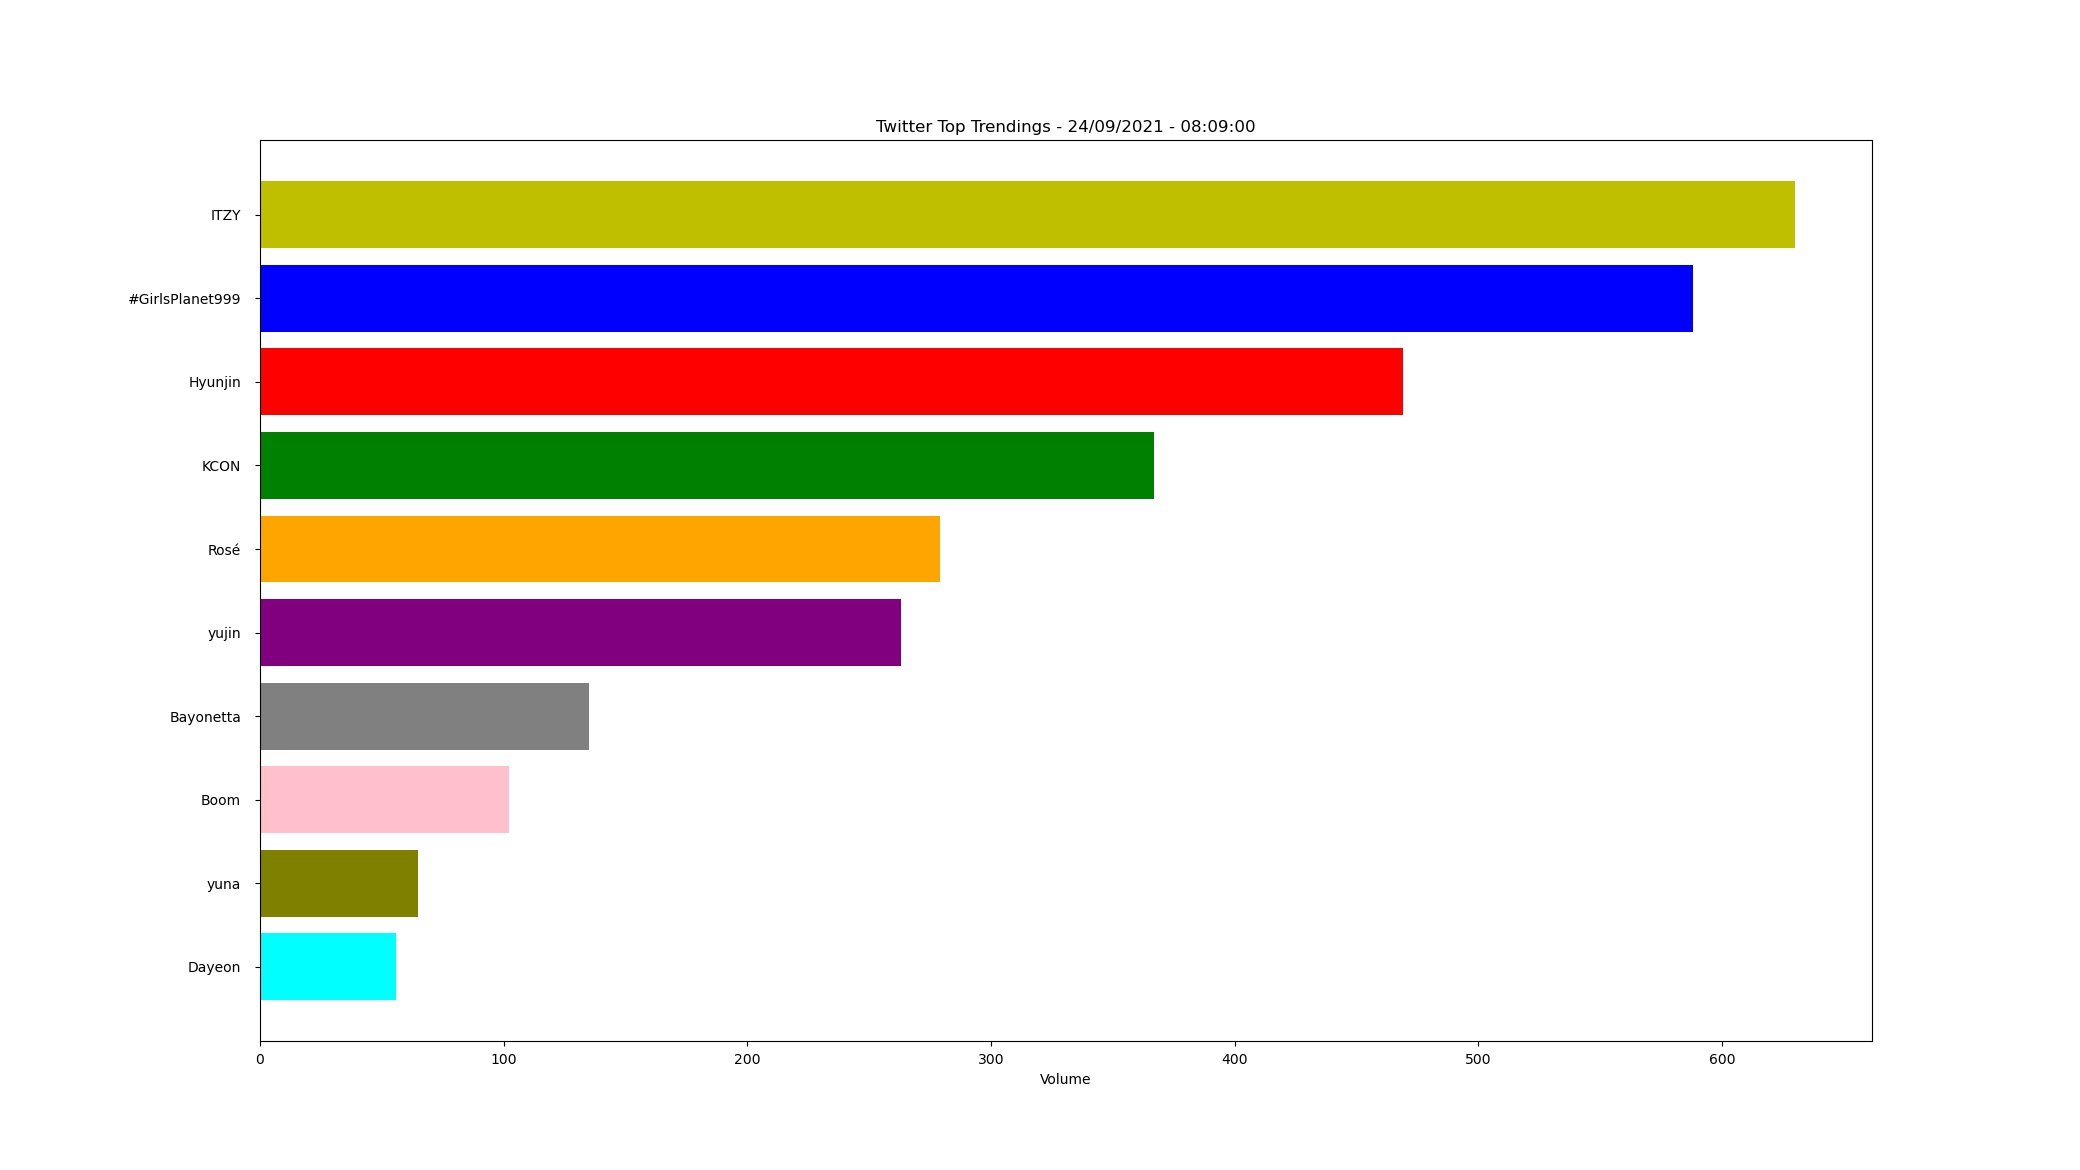 Twitter Top Trendings - 24/09/2021 - 08:09:00
ITZY
#GirlsPlanet999
Hyunjin
KCON
Rosé
yujin
Bayonetta
Boom
yuna
Dayeon
0 100 200 300 400 500 600
Volume